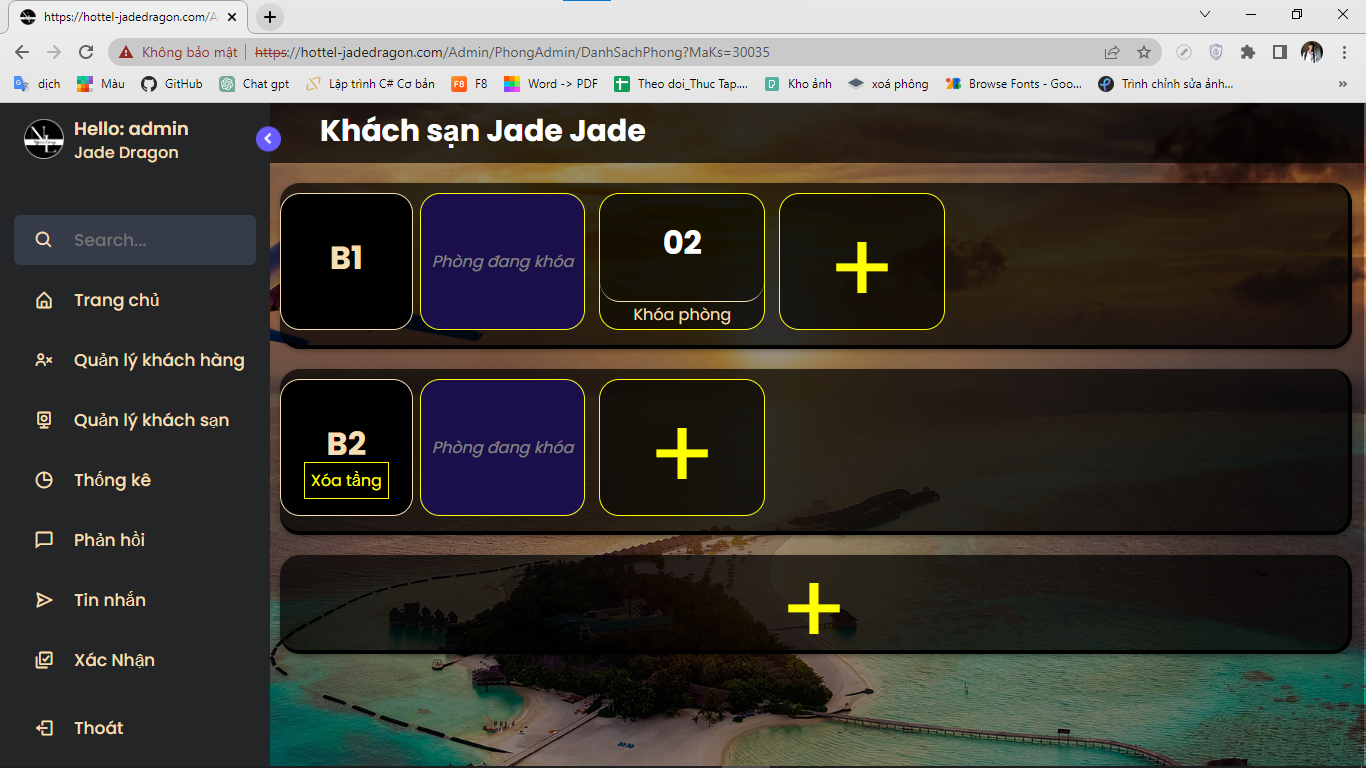 https://hottel-jadedragon.com/A
Không bảo mật
https://hottel-jadedragon.com/Admin/PhongAdmin/DanhSachPhong?MaKs=30035
dịch
Màu
GitHub
Chat gpt
Lập trình C# Cơ bản
F8
F8
Word -> PDF
Theo doi_Thuc Tap....
Kho ảnh
xoá phông
Browse Fonts - Goo...
Trình chỉnh sửa ảnh...
»
Hello: admin
Jade Dragon
Khách sạn Jade Jade
Search...
Trang chủ
Quản lý khách hàng
Quản lý khách sạn
Thống kê
Phản hồi
Tin nhắn
Xác Nhận
Thoát
B1
Phòng đang khóa
02
Khóa phòng
+
B2
Xóa tầng
Phòng đang khóa
+
+